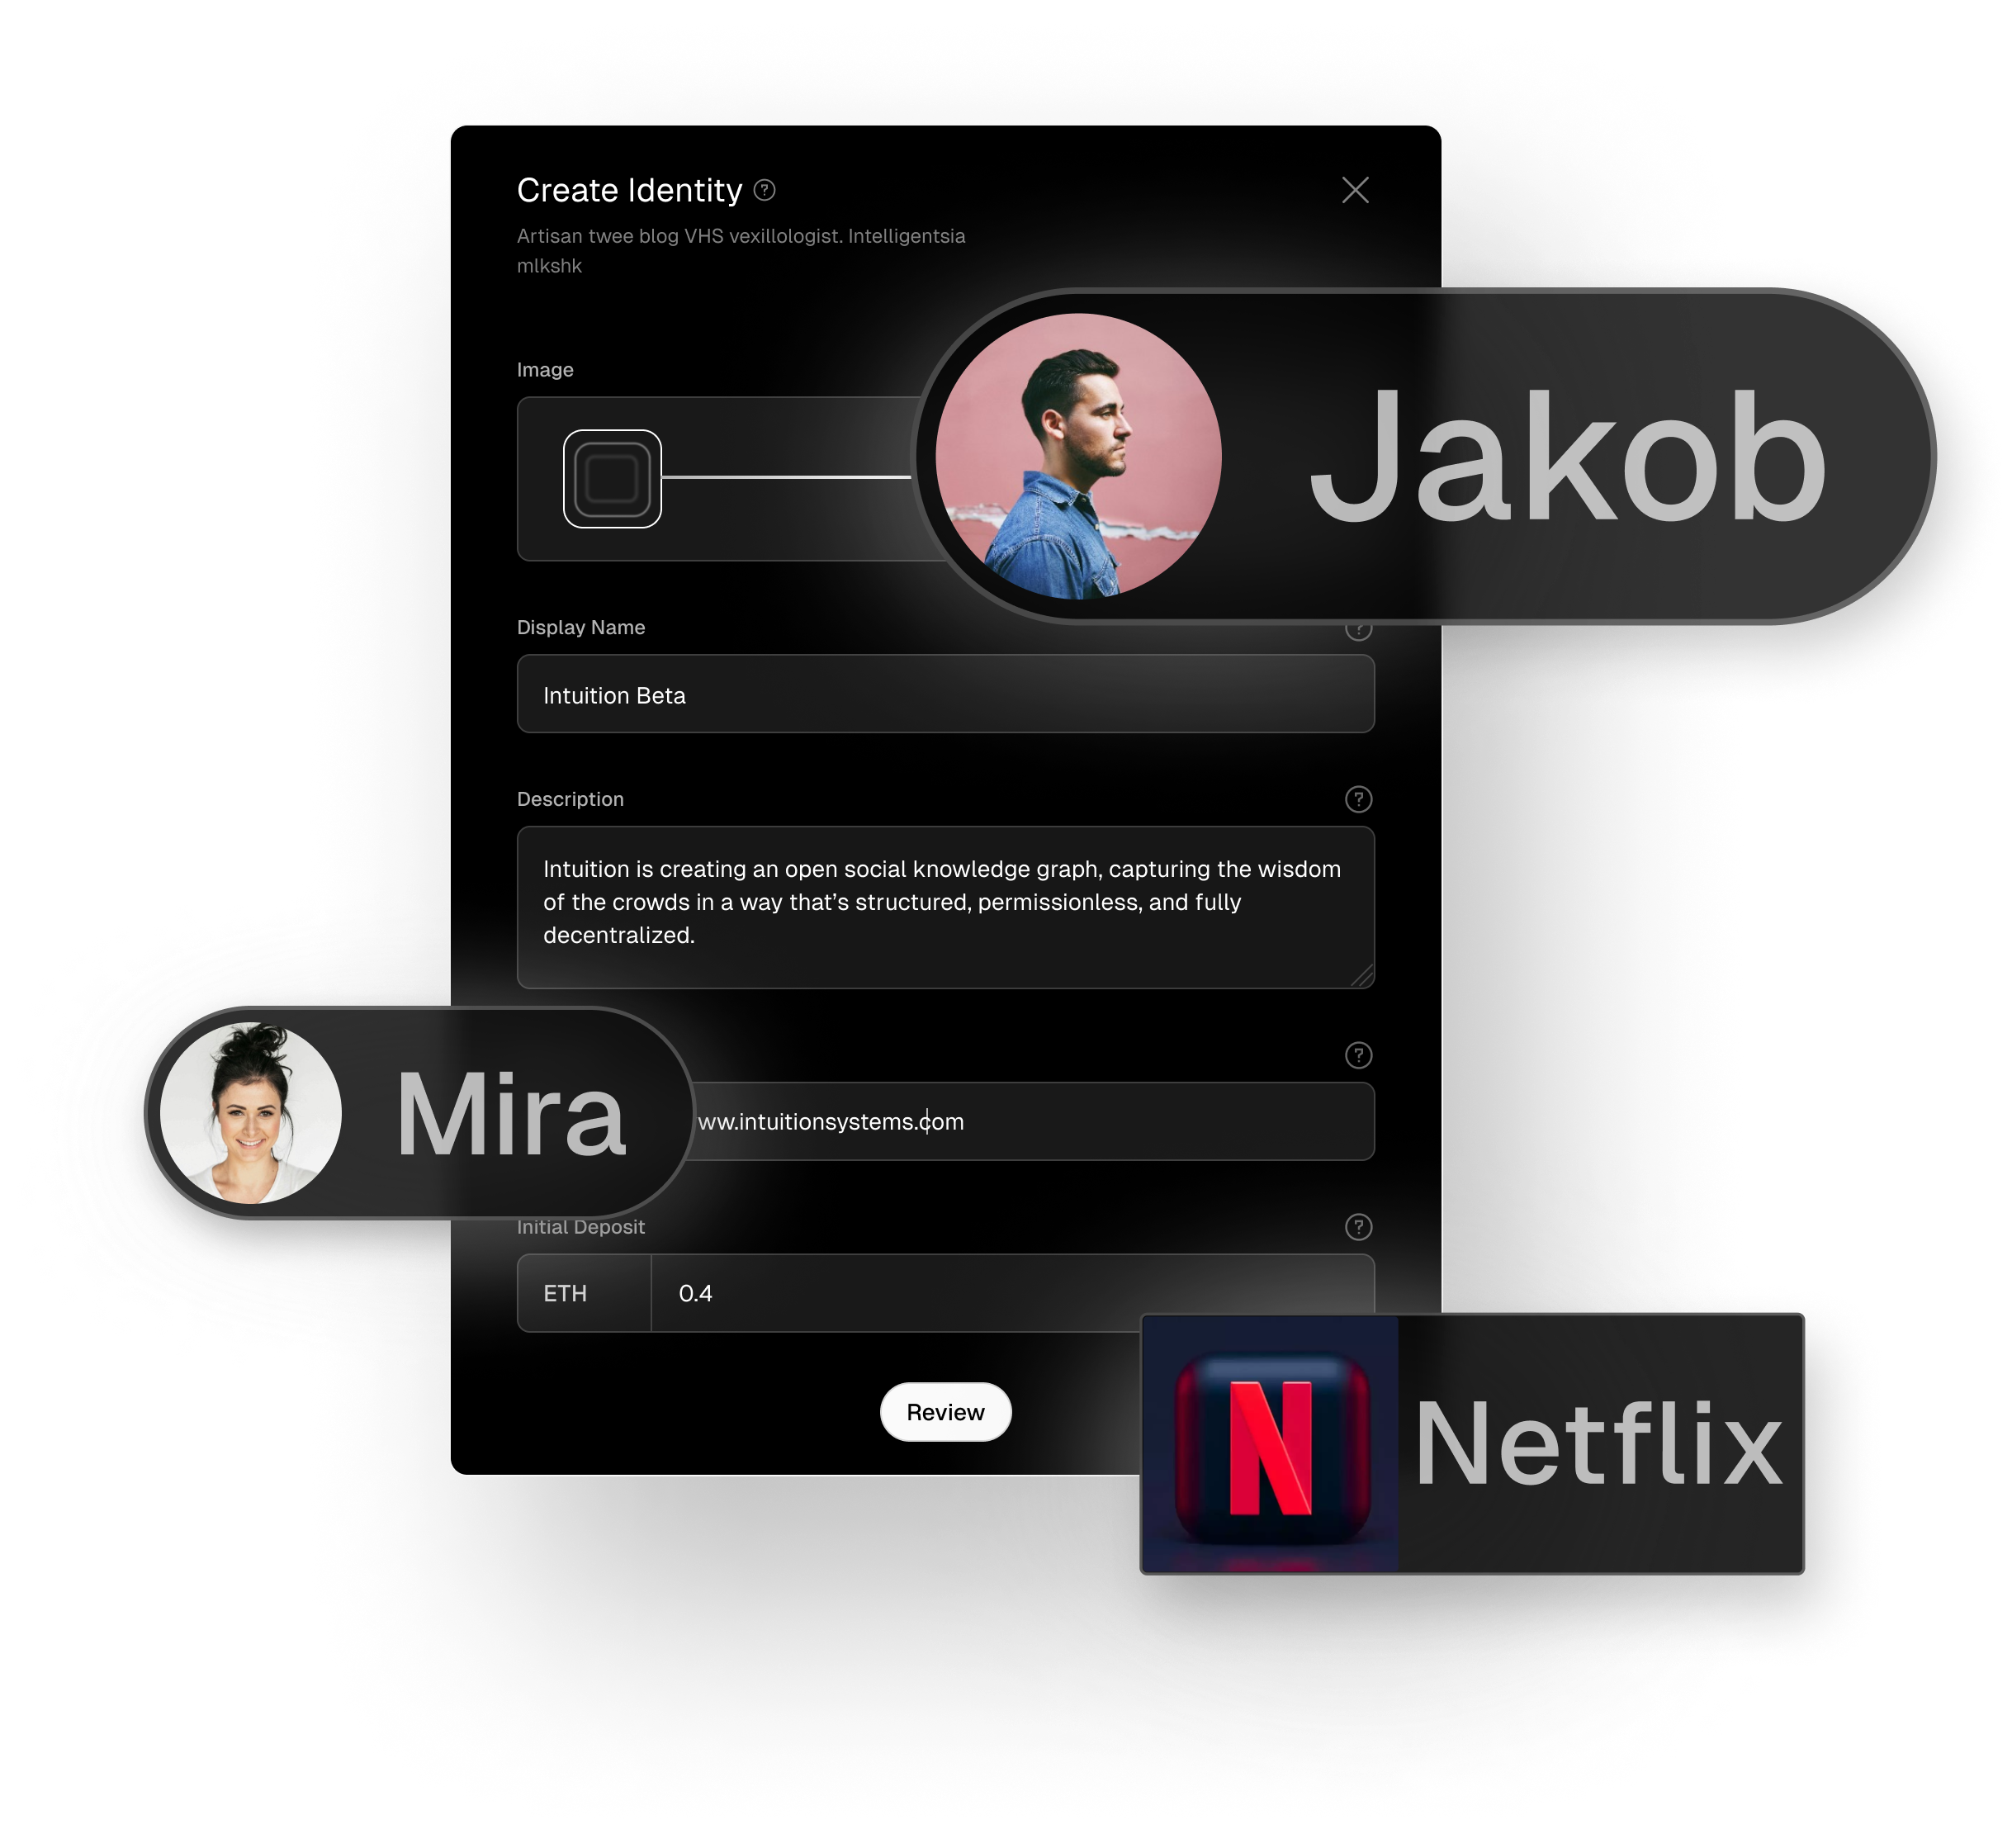 Create Identity
Artisan twee blog VHS vexillologist. Intelligentsia
mlkshk
Image
Jakob
Display Name
Intuition Beta
Description
Intuition is creating an open social knowledge graph, capturing the wisdom
of the crowds in a way that’s structured, permissionless, and fully
decentralized.
Mira
ww.intuitionsystems.com
Initial Deposit
ETH 0.4
Review
N
Netflix